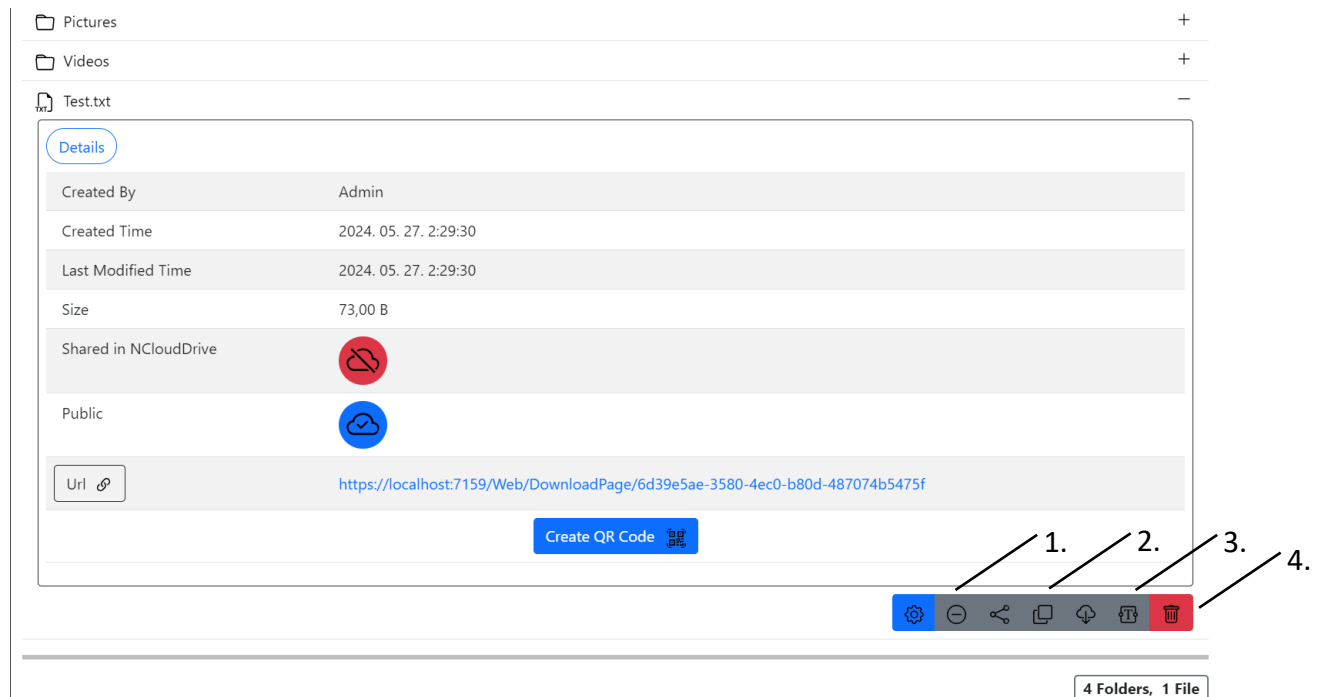 Pictures
Videos
TXT Test.txt
Details
Created By Admin
Created Time 2024. 05. 27. 2:29:30
Last Modified Time 2024. 05. 27. 2:29:30
Size 73,00 B
Shared in NCloudDrive
Public
Url https://localhost:7159/Web/DownloadPage/6d39e5ae-3580-4ec0-b80d-487074b5475f
Create QR Code
1. 2. 3. 4.
T
4 Folders, 1 File